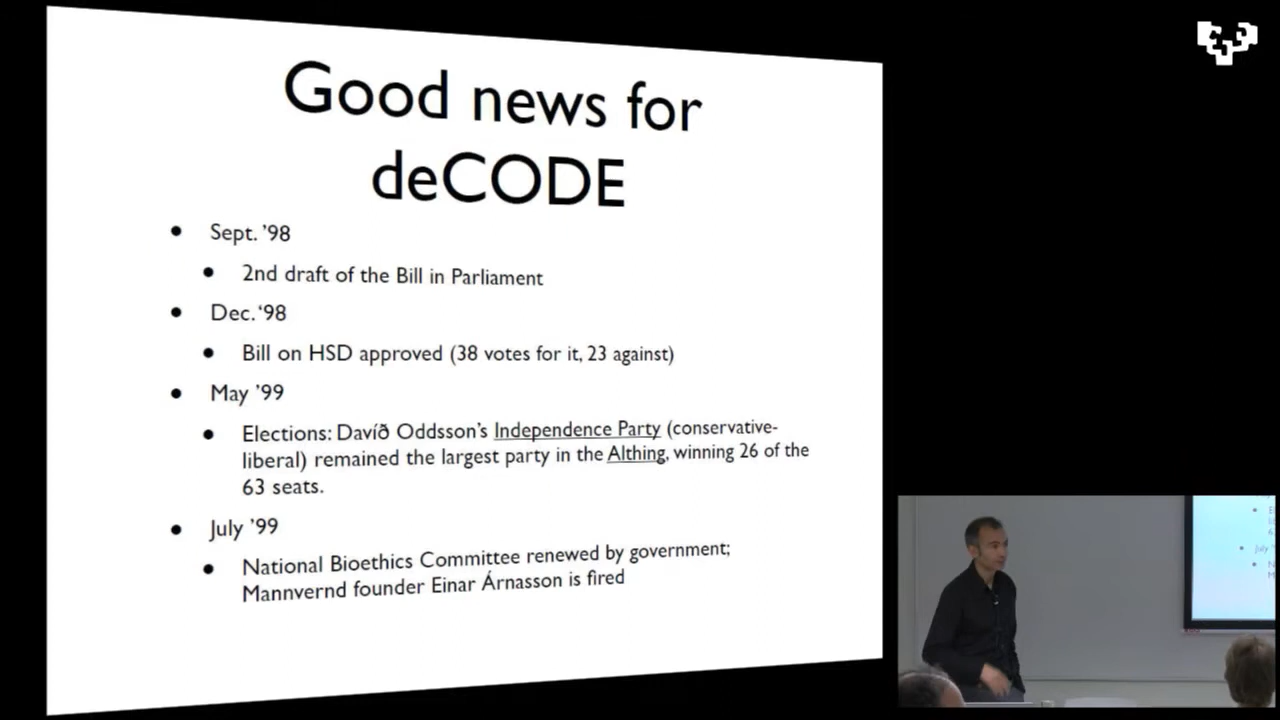 Good news for
deCODE
• Sept. ’98
• 2nd draft of the Bill in Parliament
• Dec. ‘98
• Bill on HSD approved (38 votes for it, 23 against)
• May ’99
• Elections: Davíð Oddsson’s Independence Party (conservative-
liberal) remained the largest party in the Althing, winning 26 of the
63 seats.
• July ’99
• National Bioethics Committee renewed by government;
Mannvernd founder Einar Árnasson is fired